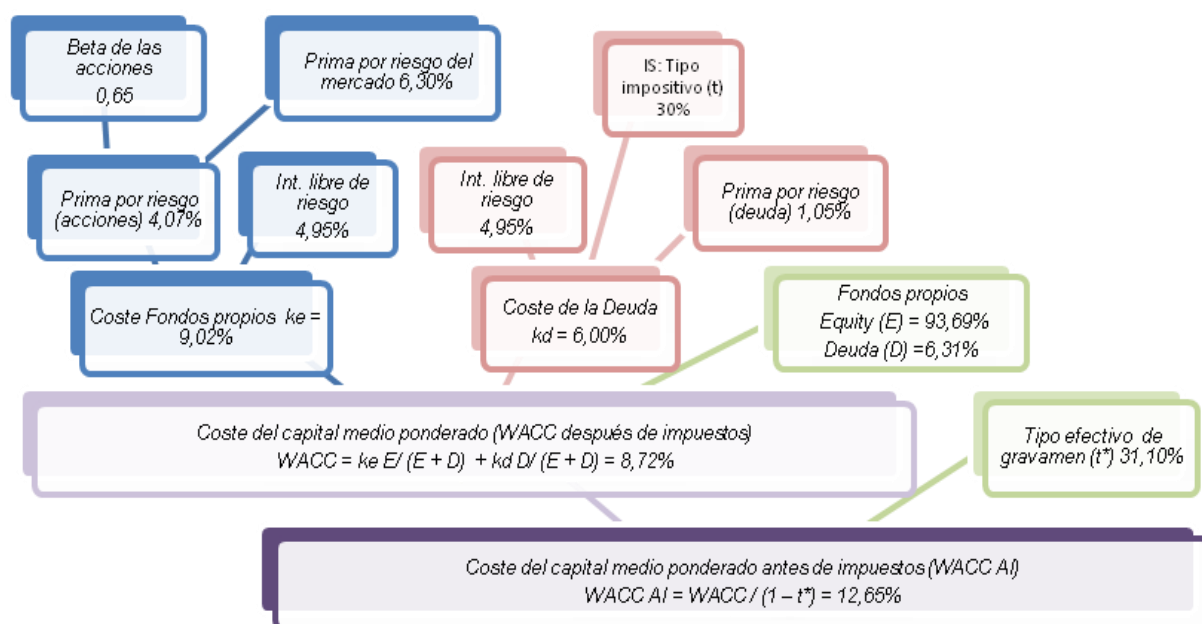 Beta de las
acciones
0,65
Prima por riesgo del
mercado 6,30%
IS: Tipo
impositivo (t)
30%
Prima por riesgo
(acciones) 4,07%
Int. libre de
riesgo
4,95%
Int. libre de
riesgo
4,95%
Prima por riesgo
(deuda) 1,05%
Coste Fondos propios ke =
9,02%
Coste de la Deuda
kd = 6,00%
Fondos propios
Equity (E) = 93,69%
Deuda (D) =6,31%
Coste del capital medio ponderado (WACC después de impuestos)
WACC = ke E/ (E + D) + kd D/ (E + D) = 8,72%
Tipo efectivo de
gravamen (t*) 31,10%
Coste del capital medio ponderado antes de impuestos (WACC AI)
WACC AI = WACC / (1 – t*) = 12,65%